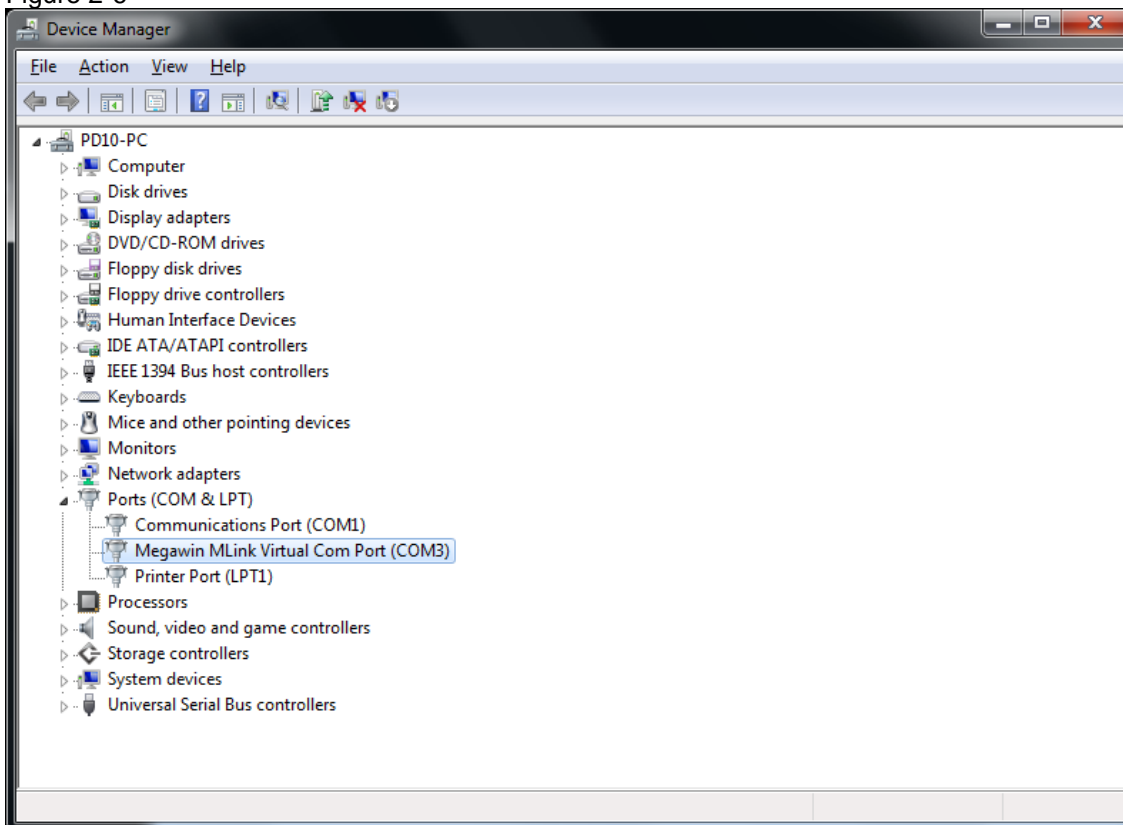 Device Manager
File Action View Help
PD10-PC
Computer
Disk drives
Display adapters
DVD/CD-ROM drives
Floppy disk drives
Floppy drive controllers
Human Interface Devices
IDE ATA/ATAPI controllers
IEEE 1394 Bus host controllers
Keyboards
Mice and other pointing devices
Monitors
Network adapters
Ports (COM & LPT)
Communications Port (COM1)
Megawin MLink Virtual Com Port (COM3)
Printer Port (LPT1)
Processors
Sound, video and game controllers
Storage controllers
System devices
Universal Serial Bus controllers